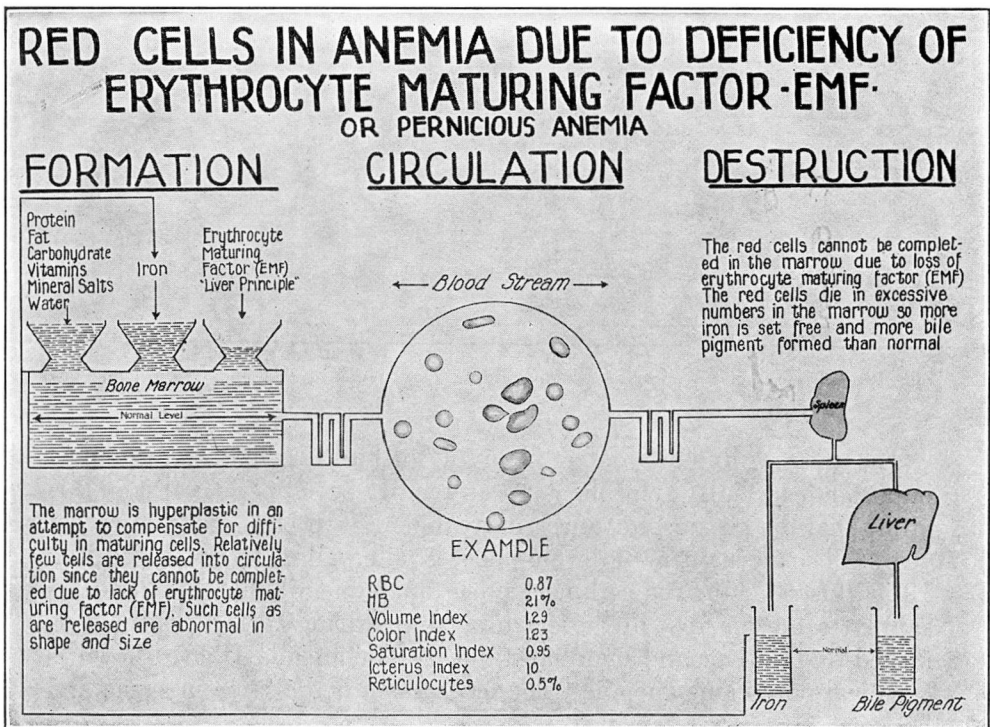 RED CELLS IN ANEMIA DUE TO DEFICIENCY OF
ERYTHROCYTE MATURING FACTOR -EMF-
OR PERNICIOUS ANEMIA
FORMATION
Protein
Fat
Carbohydrate
Vitamins
Mineral Salts
Water
Iron
Erythrocyte
Maturing
Factor (EMF)
"Liver Principle"
Bone Marrow
Normal Level
The marrow is hyperplastic in an
attempt to compensate for diffi-
culty in maturing cells. Relatively
few cells are released into circula-
tion since they cannot be complet-
ed due to lack of erythrocyte mat-
uring factor (EMF). Such cells as
are released are abnormal in
shape and size
CIRCULATION
Blood Stream
EXAMPLE
RBC 0.87
HB 21%
Volume Index 1.29
Color Index 1.23
Saturation Index 0.95
Icterus Index 10
Reticulocytes 0.5%
DESTRUCTION
The red cells cannot be complet-
ed in the marrow due to loss of
erythrocyte maturing factor (EMF)
The red cells die in excessive
numbers in the marrow so more
iron is set free and more bile
pigment formed than normal
Spleen
Liver
Normal
Iron
Bile Pigment